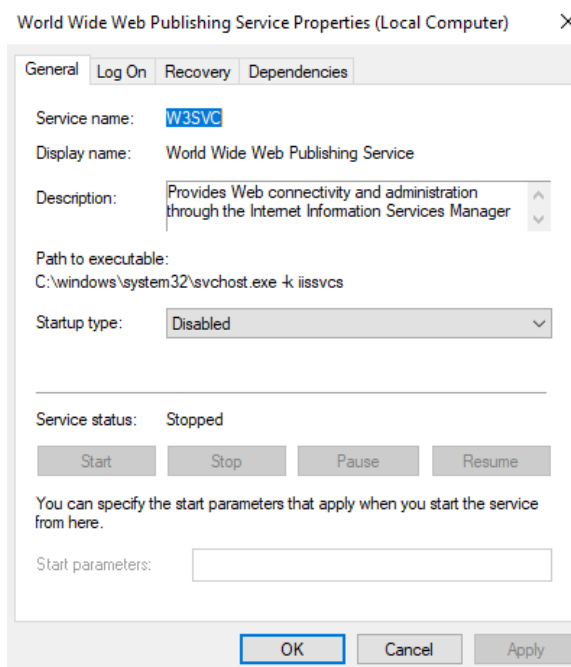 World Wide Web Publishing Service Properties (Local Computer)
General Log On Recovery Dependencies
Service name: W3SVC
Display name: World Wide Web Publishing Service
Description: Provides Web connectivity and administration
through the Internet Information Services Manager
Path to executable:
C:\windows\system32\svchost.exe -k iissvcs
Startup type: Disabled
Service status: Stopped
Start Stop Pause Resume
You can specify the start parameters that apply when you start the service
from here.
Start parameters:
OK Cancel Apply